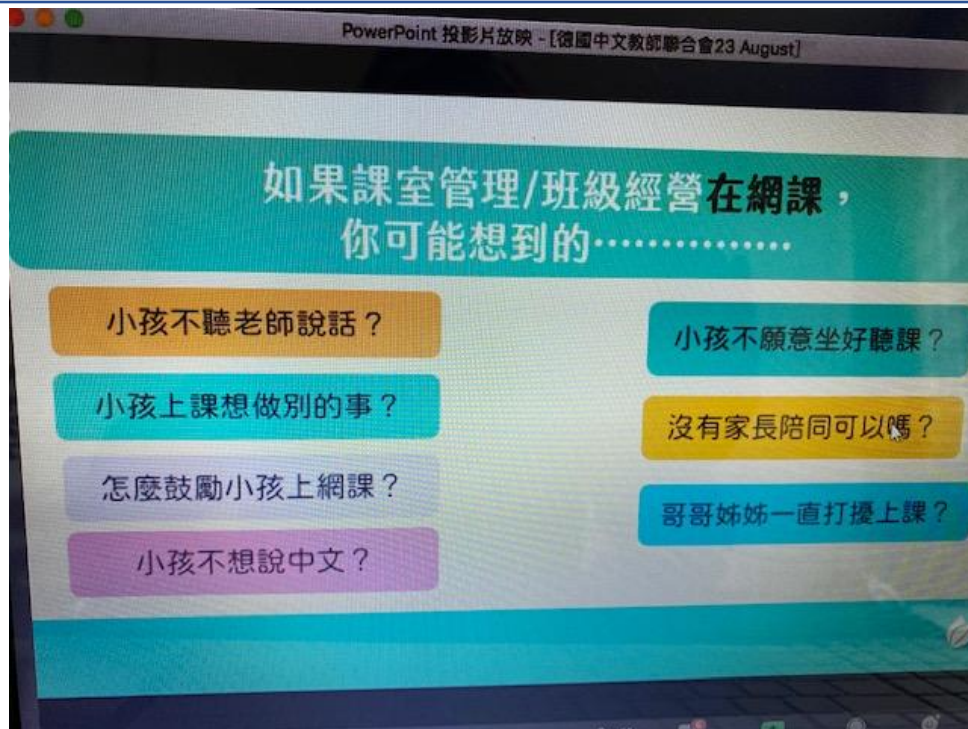 PowerPoint 投影片放映 - [德國中文教師聯合會23 August]
如果課室管理/班級經營在網課，
你可能想到的……………
小孩不聽老師說話？
小孩上課想做別的事？
怎麼鼓勵小孩上網課？
小孩不想說中文？
小孩不願意坐好聽課？
沒有家長陪同可以嗎？
哥哥姊姊一直打擾上課？